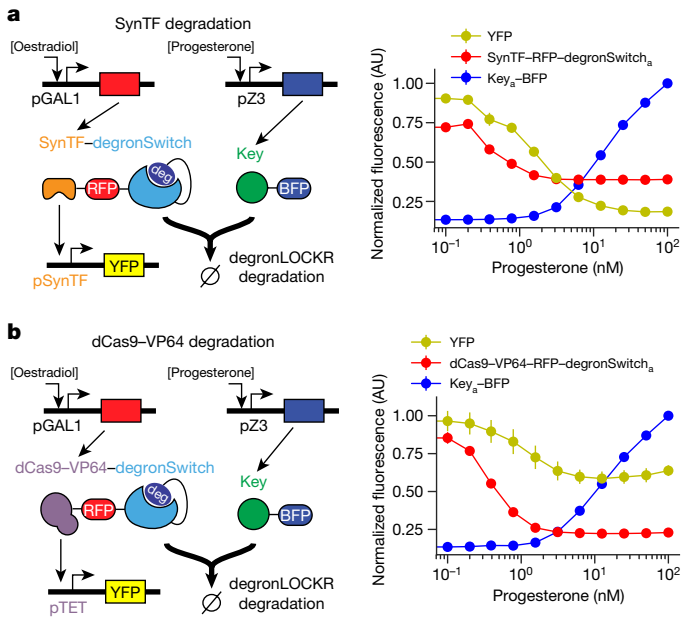 a
SynTF degradation
[Oestradiol]
[Progesterone]
pGAL1
pZ3
SynTF–degronSwitch
Key
deg
RFP
BFP
YFP
pSynTF
degronLOCKR
degradation
YFP
SynTF–RFP–degronSwitchₐ
Keyₐ–BFP
Normalized fluorescence (AU)
1.00
0.75
0.50
0.25
10⁻¹
10⁰
10¹
10²
Progesterone (nM)
b
dCas9–VP64 degradation
[Oestradiol]
[Progesterone]
pGAL1
pZ3
dCas9–VP64–degronSwitch
Key
deg
RFP
BFP
YFP
pTET
degronLOCKR
degradation
YFP
dCas9–VP64–RFP–degronSwitchₐ
Keyₐ–BFP
Normalized fluorescence (AU)
1.00
0.75
0.50
0.25
10⁻¹
10⁰
10¹
10²
Progesterone (nM)